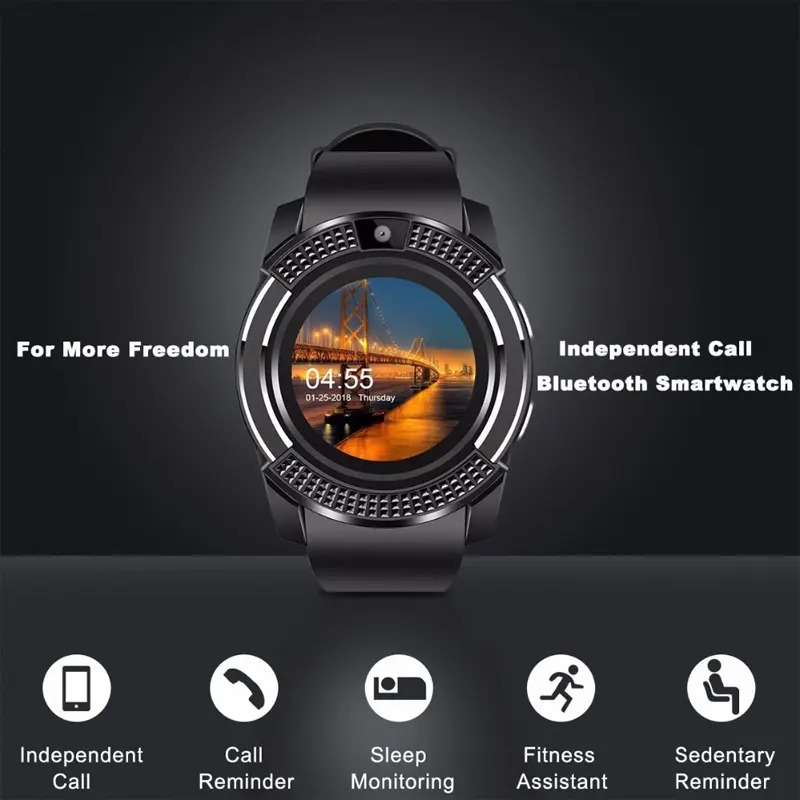 For More Freedom
Independent Call
Bluetooth Smartwatch
04:55
01-25-2018 Thursday
Independent
Call
Call
Reminder
Sleep
Monitoring
Fitness
Assistant
Sedentary
Reminder